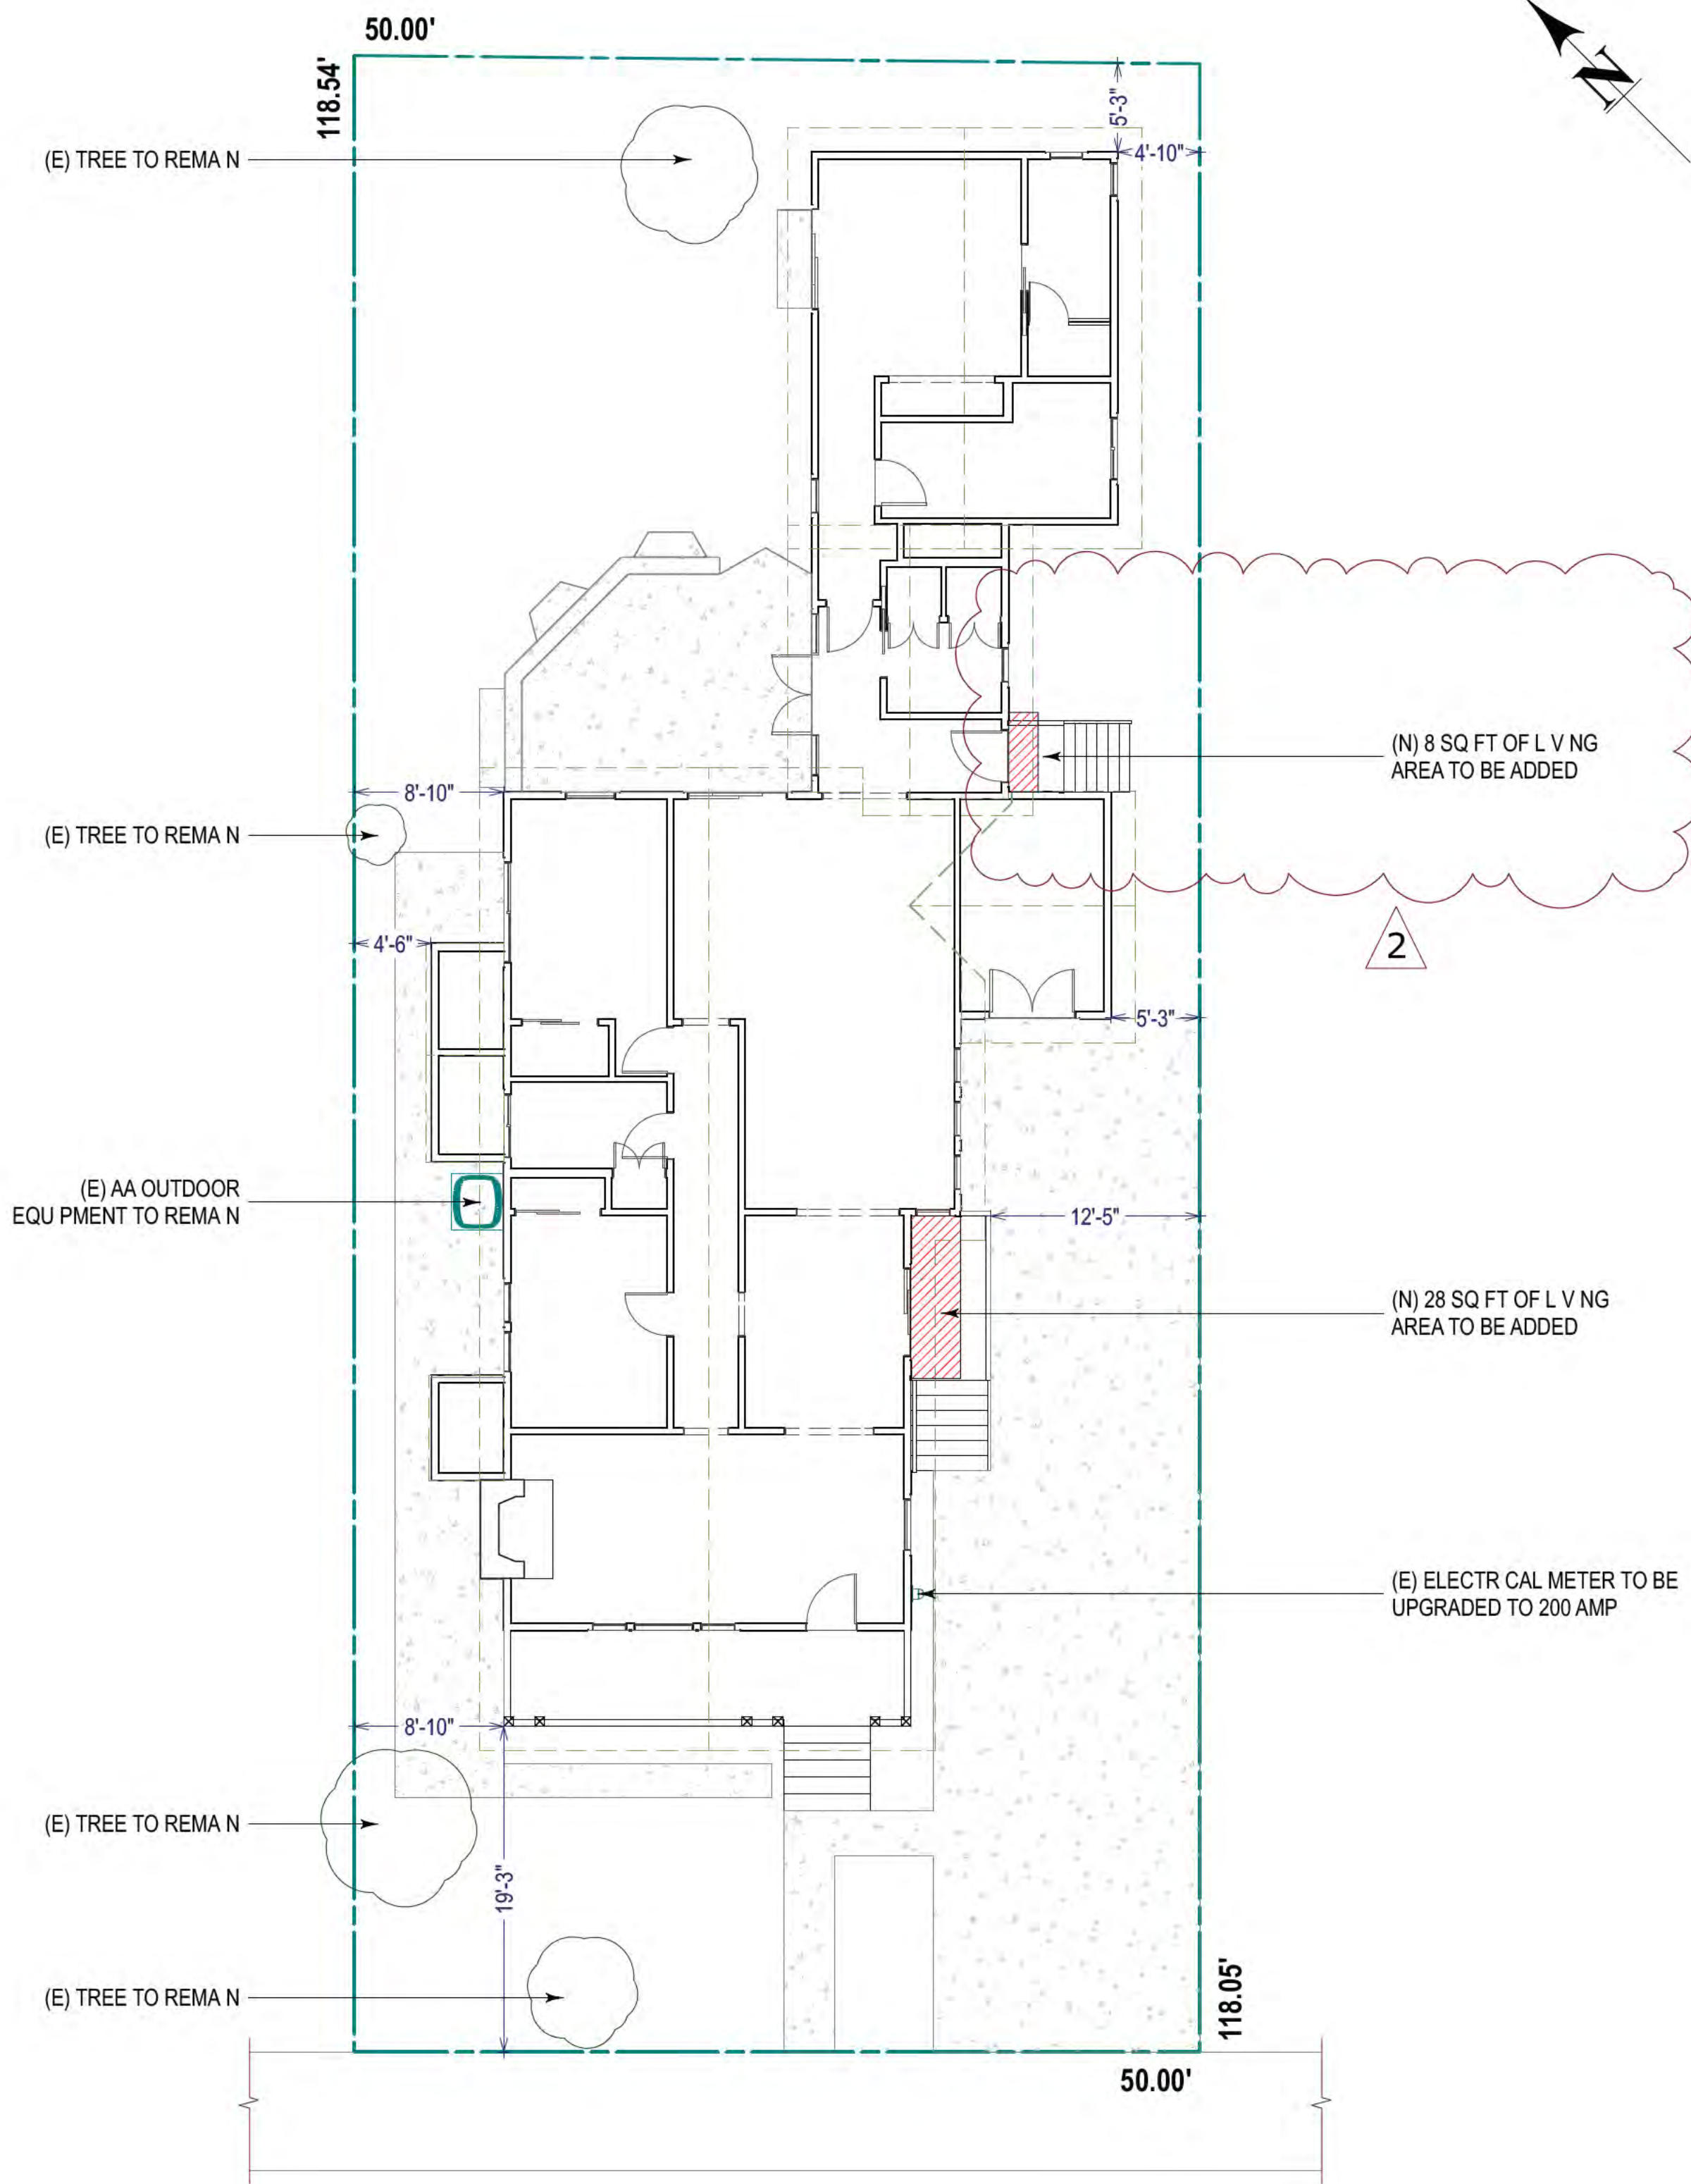 50.00'
118.54'
N
5'-3"
(E) TREE TO REMA N
4'-10"
(N) 8 SQ FT OF L V NG
AREA TO BE ADDED
8'-10"
(E) TREE TO REMA N
4'-6"
2
5'-3"
(E) AA OUTDOOR
EQU PMENT TO REMA N
12'-5"
(N) 28 SQ FT OF L V NG
AREA TO BE ADDED
(E) ELECTR CAL METER TO BE
UPGRADED TO 200 AMP
8'-10"
(E) TREE TO REMA N
19'-3"
(E) TREE TO REMA N
118.05'
50.00'